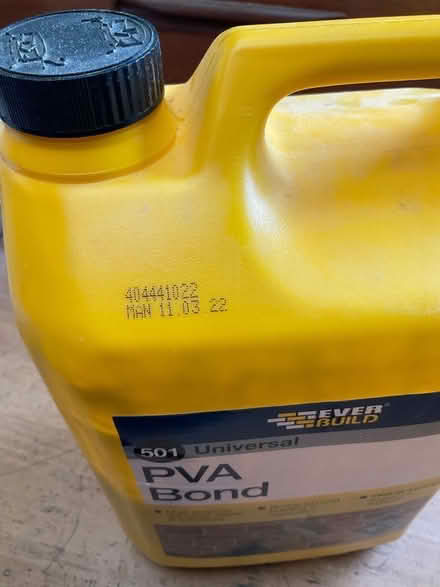 404441022
MAN 11.03 22
EVER
BUILD
501 Universal
PVA
Bond